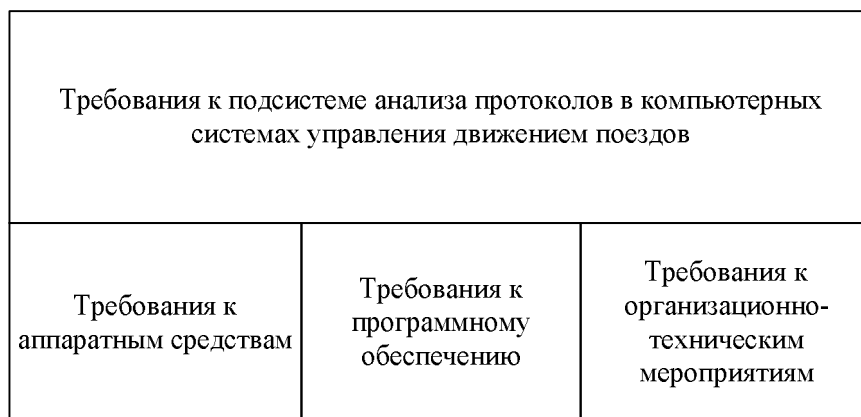 Требования к подсистеме анализа протоколов в компьютерных
системах управления движением поездов
Требования к
аппаратным средствам
Требования к
программному
обеспечению
Требования к
организационно-
техническим
мероприятиям